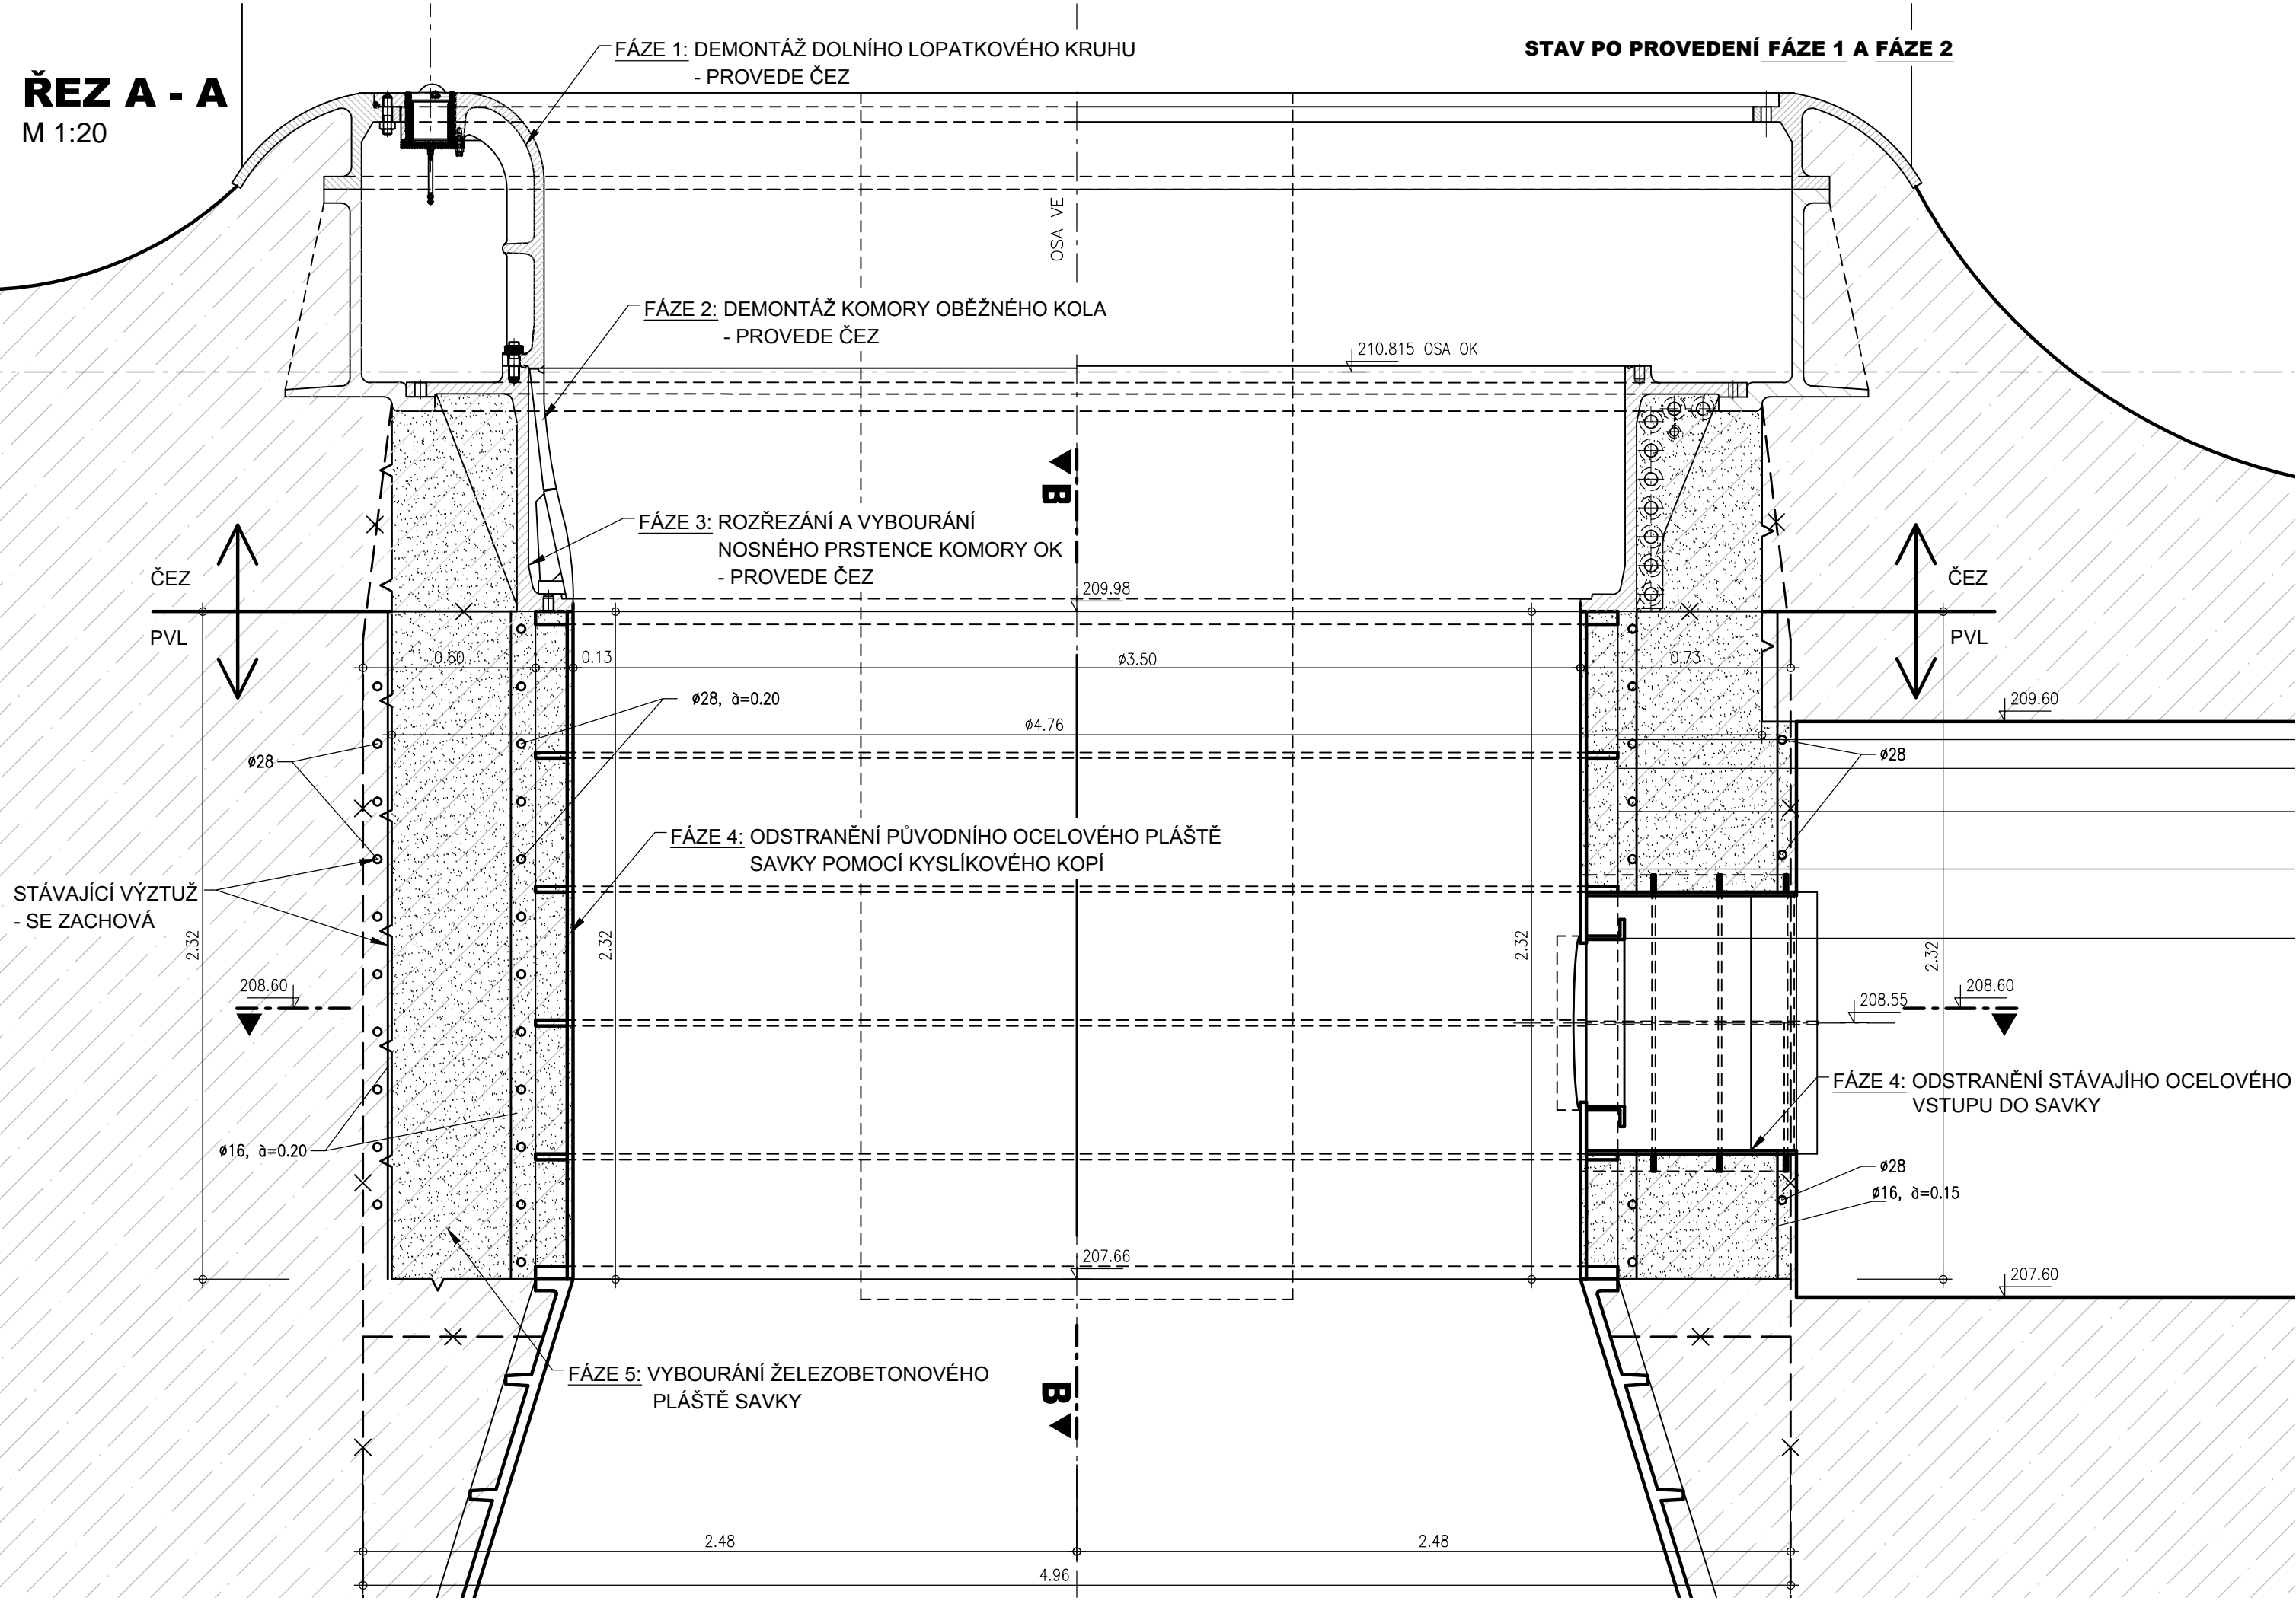 ŘEZ A - A
M 1:20
FÁZE 1: DEMONTÁŽ DOLNÍHO LOPATKOVÉHO KRUHU
- PROVEDE ČEZ
STAV PO PROVEDENÍ FÁZE 1 A FÁZE 2
OSA VE
FÁZE 2: DEMONTÁŽ KOMORY OBĚŽNÉHO KOLA
- PROVEDE ČEZ
210.815 OSA OK
B
FÁZE 3: ROZŘEZÁNÍ A VYBOURÁNÍ
NOSNÉHO PRSTENCE KOMORY OK
- PROVEDE ČEZ
ČEZ
PVL
209.98
ČEZ
PVL
0.60
0.13
ø3.50
0.73
ø28, à=0.20
209.60
ø4.76
ø28
ø28
FÁZE 4: ODSTRANĚNÍ PŮVODNÍHO OCELOVÉHO PLÁŠTĚ
SAVKY POMOCÍ KYSLÍKOVÉHO KOPÍ
STÁVAJÍCÍ VÝZTUŽ
- SE ZACHOVÁ
2.32
2.32
2.32
2.32
208.60
208.55
208.60
FÁZE 4: ODSTRANĚNÍ STÁVAJÍHO OCELOVÉHO
VSTUPU DO SAVKY
ø16, à=0.20
ø28
ø16, à=0.15
207.66
207.60
FÁZE 5: VYBOURÁNÍ ŽELEZOBETONOVÉHO
PLÁŠTĚ SAVKY
B
2.48
2.48
4.96